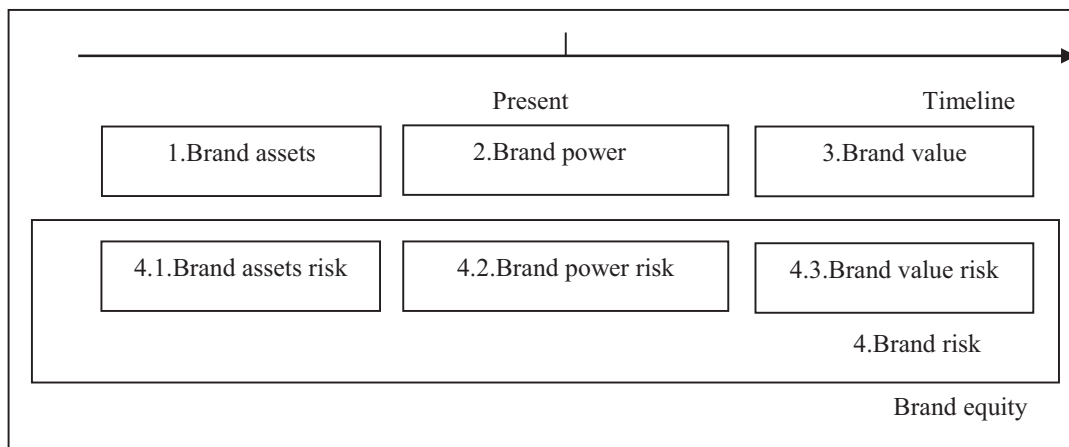 Present
Timeline
1.Brand assets
2.Brand power
3.Brand value
4.1.Brand assets risk
4.2.Brand power risk
4.3.Brand value risk
4.Brand risk
Brand equity